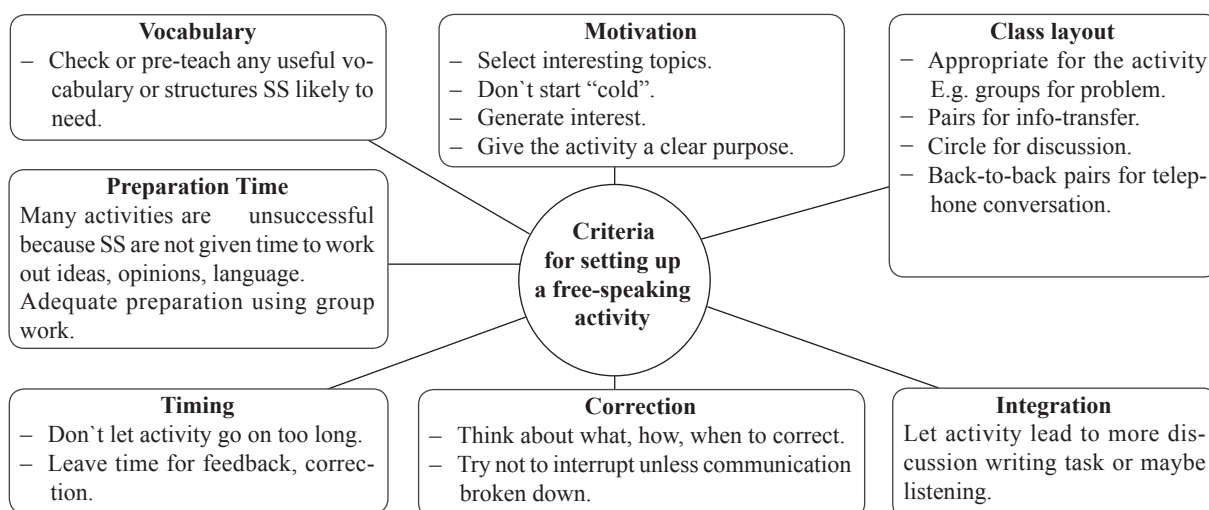 Vocabulary
– Check or pre-teach any useful vo-
cabulary or structures SS likely to
need.
Motivation
– Select interesting topics.
– Don`t start “cold”.
– Generate interest.
– Give the activity a clear purpose.
Class layout
– Appropriate for the activity
E.g. groups for problem.
– Pairs for info-transfer.
– Circle for discussion.
– Back-to-back pairs for telep-
hone conversation.
Preparation Time
Many activities are unsuccessful
because SS are not given time to work
out ideas, opinions, language.
Adequate preparation using group
work.
Criteria
for setting up
a free-speaking
activity
Timing
– Don`t let activity go on too long.
– Leave time for feedback, correc-
tion.
Correction
– Think about what, how, when to correct.
– Try not to interrupt unless communication
broken down.
Integration
Let activity lead to more dis-
cussion writing task or maybe
listening.